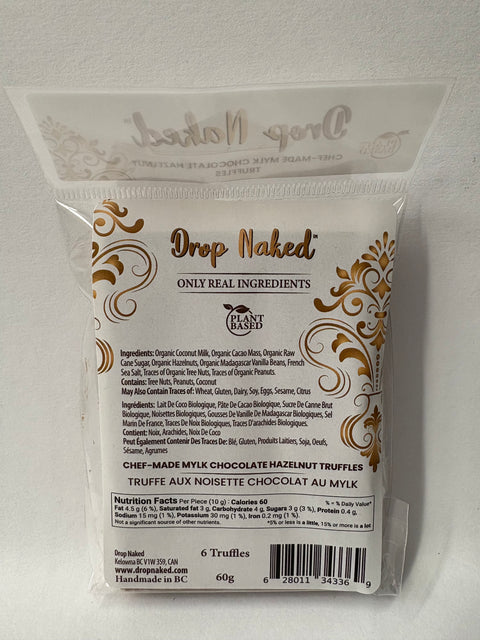 Drop Naked™
CHEF-MADE MYLK CHOCOLATE HAZELNUT
TRUFFLES
Drop Naked™
ONLY REAL INGREDIENTS
PLANT
BASED
Ingredients: Organic Coconut Milk, Organic Cacao Mass, Organic Raw
Cane Sugar, Organic Hazelnuts, Organic Madagascar Vanilla Beans, French
Sea Salt, Traces of Organic Tree Nuts, Traces of Organic Peanuts.
Contains: Tree Nuts, Peanuts, Coconut
May Also Contain Traces of: Wheat, Gluten, Dairy, Soy, Eggs, Sesame, Citrus
Ingrédients: Lait De Coco Biologique, Pâte De Cacao Biologique, Sucre De Canne Brut
Biologique, Noisettes Biologiques, Gousses De Vanille De Madagascar Biologiques, Sel
Marin De France, Traces De Noix Biologiques, Traces D'arachides Biologiques.
Contient: Noix, Arachides, Noix De Coco
Peut Également Contenir Des Traces De: Blé, Gluten, Produits Laitiers, Soja, Oeufs,
Sésame, Agrumes
CHEF-MADE MYLK CHOCOLATE HAZELNUT TRUFFLES
TRUFFE AUX NOISETTE CHOCOLAT AU MYLK
Nutrition Facts Per Piece (10 g) · Calories 60 % = % Daily Value*
Fat 4.5 g (6 %), Saturated fat 3 g, Carbohydrate 4 g, Sugars 3 g (3 %), Protein 0.4 g,
Sodium 15 mg (1 %), Potassium 30 mg (1 %), Iron 0.2 mg (1 %).
Not a significant source of other nutrients. *5% or less is a little, 15% or more is a lot
Drop Naked
Kelowna BC V1W 3S9, CAN
www.dropnaked.com
Handmade in BC
6 Truffles
60g
6 28011 34336 9